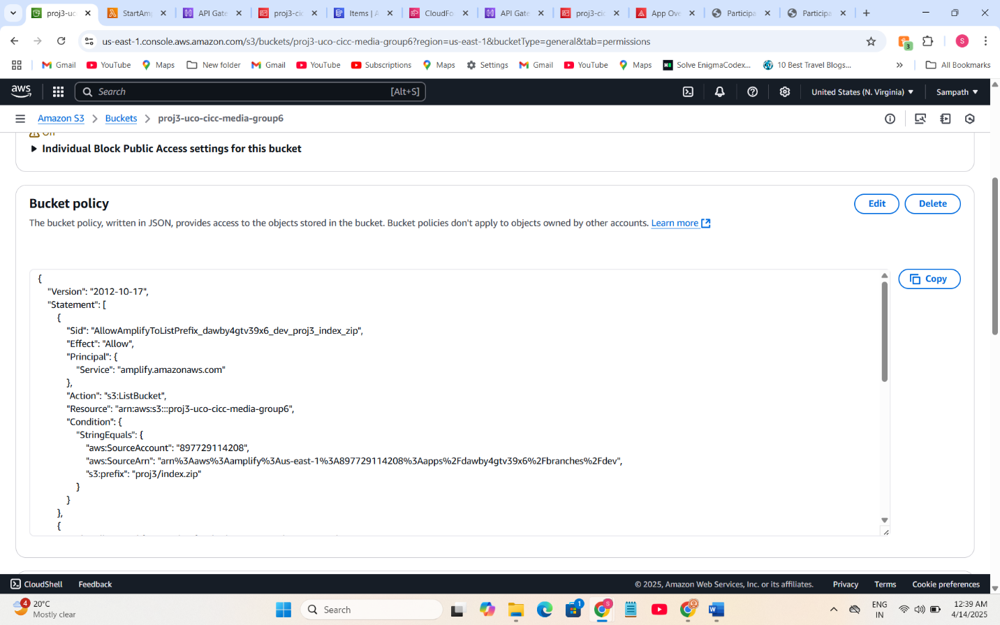 proj3-uc
StartAm
API Gate
proj3-cic
Items | A
CloudFo
API Gate
proj3-cic
App Ove
Participa
Participa
us-east-1.console.aws.amazon.com/s3/buckets/proj3-uco-cicc-media-group6?region=us-east-1&bucketType=general&tab=permissions
3
S
Gmail YouTube Maps New folder Gmail YouTube Subscriptions Maps Settings Gmail YouTube Maps Solve EnigmaCodex... 10 Best Travel Blogs... » All Bookmarks
aws Search [Alt+S] United States (N. Virginia) ▼ Sampath ▼
Amazon S3 > Buckets > proj3-uco-cicc-media-group6
Off
Individual Block Public Access settings for this bucket
Bucket policy
Edit
Delete
The bucket policy, written in JSON, provides access to the objects stored in the bucket. Bucket policies don't apply to objects owned by other accounts. Learn more
Copy
{
"Version": "2012-10-17",
"Statement": [
{
"Sid": "AllowAmplifyToListPrefix_dawby4gtv39x6_dev_proj3_index_zip",
"Effect": "Allow",
"Principal": {
"Service": "amplify.amazonaws.com"
},
"Action": "s3:ListBucket",
"Resource": "arn:aws:s3:::proj3-uco-cicc-media-group6",
"Condition": {
"StringEquals": {
"aws:SourceAccount": "897729114208",
"aws:SourceArn": "arn%3Aaws%3Aamplify%3Aus-east-1%3A897729114208%3Aapps%2Fdawby4gtv39x6%2Fbranches%2Fdev",
"s3:prefix": "proj3/index.zip"
}
}
},
{
CloudShell Feedback © 2025, Amazon Web Services, Inc. or its affiliates. Privacy Terms Cookie preferences
4
20°C
Mostly clear
Search
1
S
ENG
IN
12:39 AM
4/14/2025